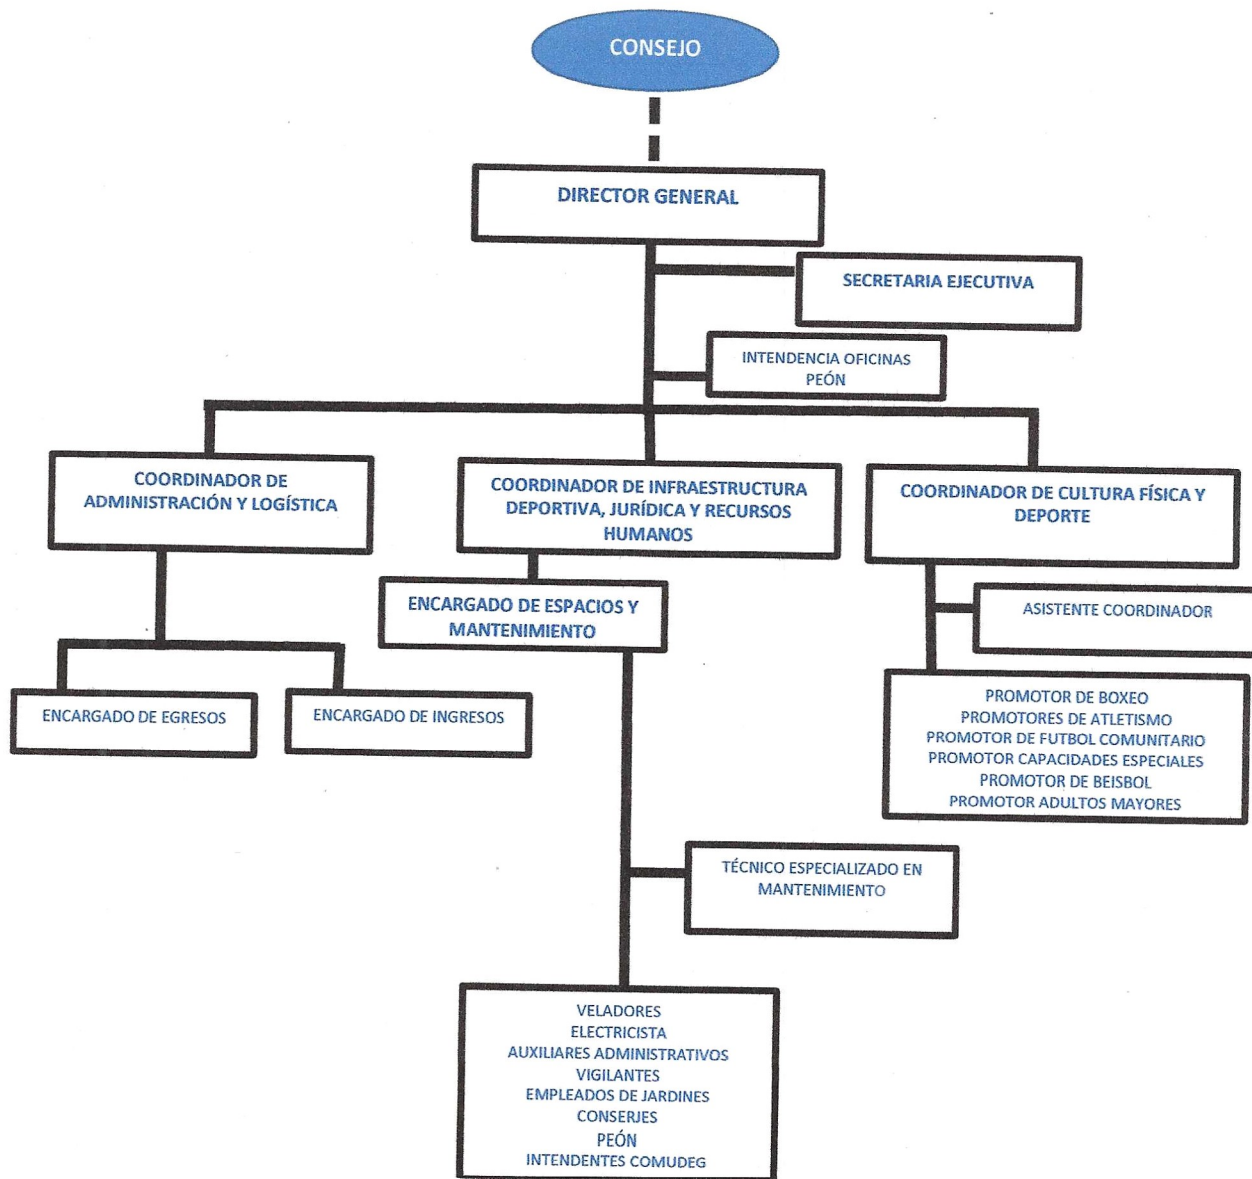 CONSEJO
DIRECTOR GENERAL
SECRETARIA EJECUTIVA
INTENDENCIA OFICINAS
PEÓN
COORDINADOR DE
ADMINISTRACIÓN Y LOGÍSTICA
COORDINADOR DE INFRAESTRUCTURA
DEPORTIVA, JURÍDICA Y RECURSOS
HUMANOS
COORDINADOR DE CULTURA FÍSICA Y
DEPORTE
ENCARGADO DE ESPACIOS Y
MANTENIMIENTO
ASISTENTE COORDINADOR
ENCARGADO DE EGRESOS
ENCARGADO DE INGRESOS
PROMOTOR DE BOXEO
PROMOTORES DE ATLETISMO
PROMOTOR DE FUTBOL COMUNITARIO
PROMOTOR CAPACIDADES ESPECIALES
PROMOTOR DE BEISBOL
PROMOTOR ADULTOS MAYORES
TÉCNICO ESPECIALIZADO EN
MANTENIMIENTO
VELADORES
ELECTRICISTA
AUXILIARES ADMINISTRATIVOS
VIGILANTES
EMPLEADOS DE JARDINES
CONSERJES
PEÓN
INTENDENTES COMUDEG